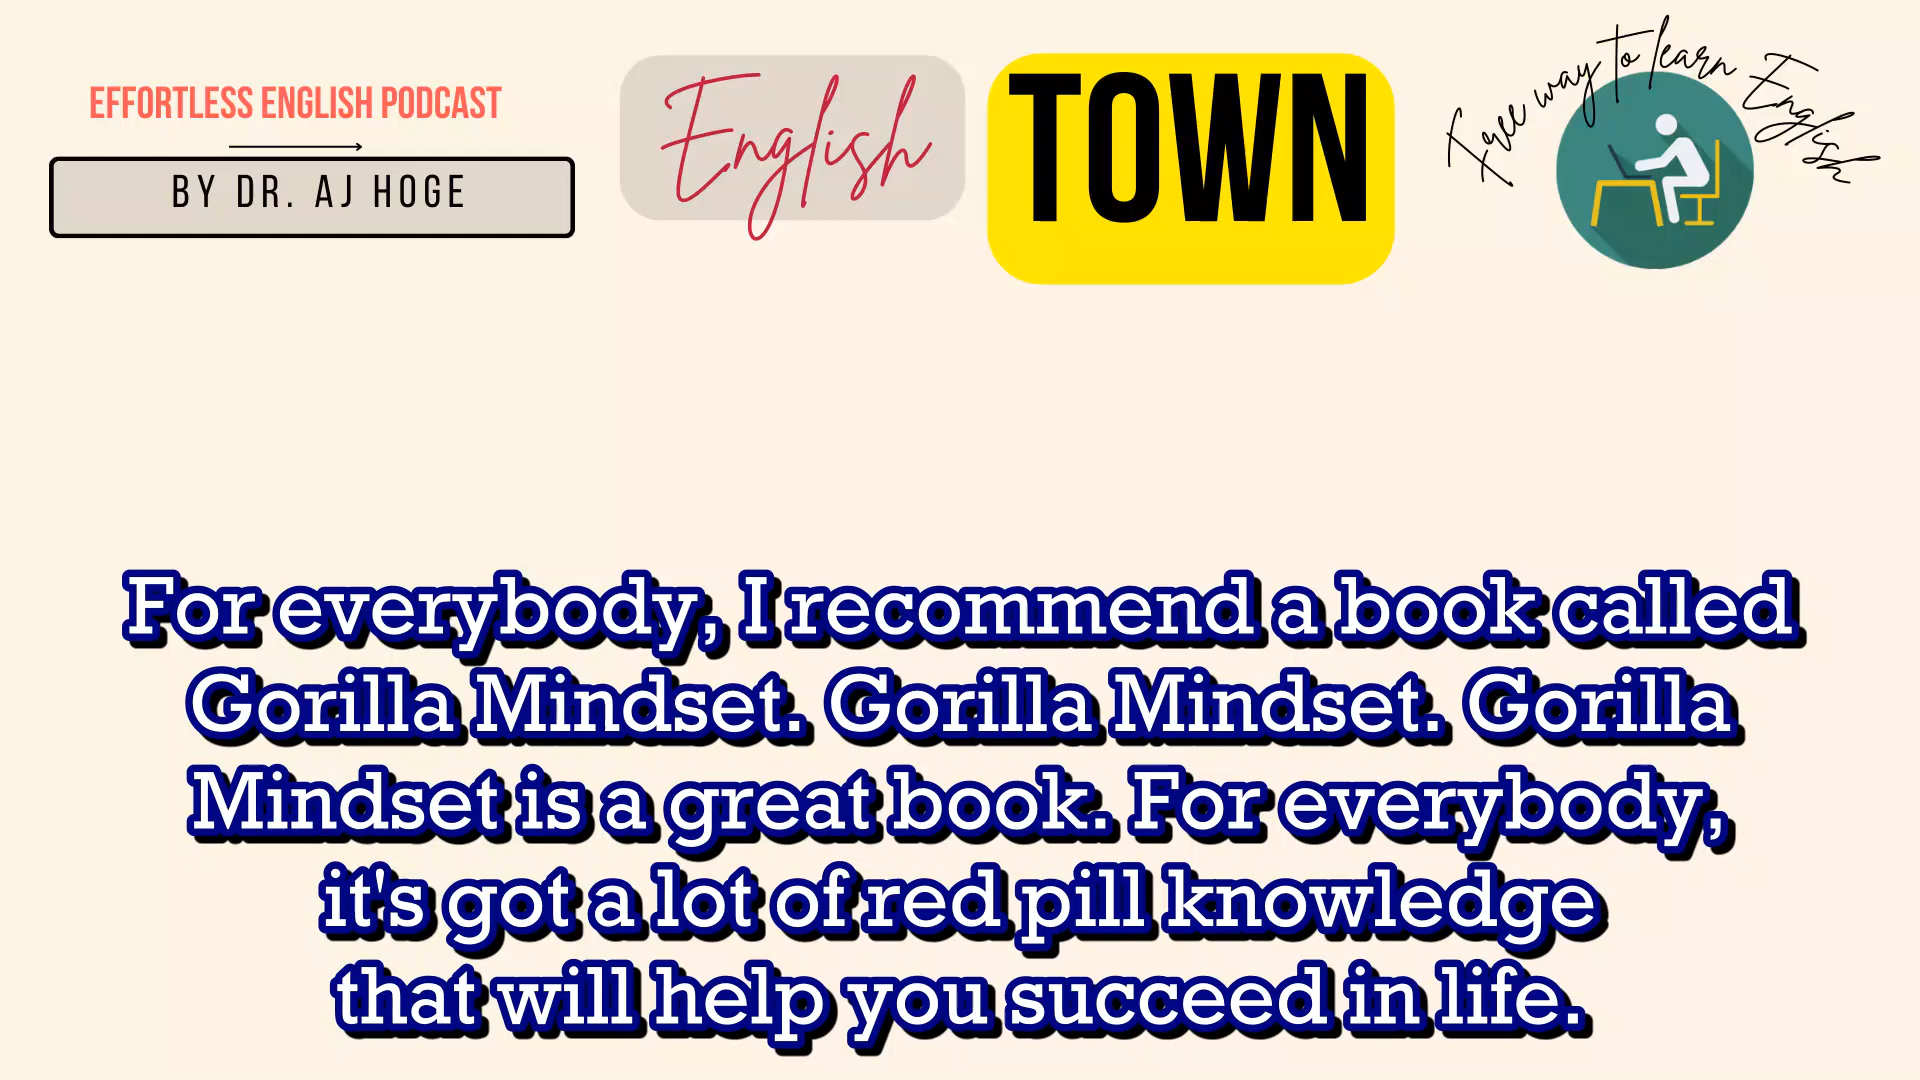 EFFORTLESS ENGLISH PODCAST
BY DR. AJ HOGE
English
TOWN
Free way to learn English
For everybody, I recommend a book called
Gorilla Mindset. Gorilla Mindset. Gorilla
Mindset is a great book. For everybody,
it's got a lot of red pill knowledge
that will help you succeed in life.